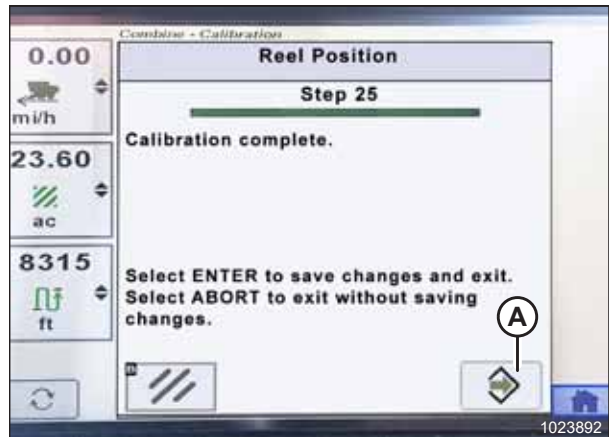 Combine - Calibration
0.00
mi/h
23.60
ac
8315
ft
Reel Position
Step 25
Calibration complete.
Select ENTER to save changes and exit.
Select ABORT to exit without saving
changes.
A
1023892